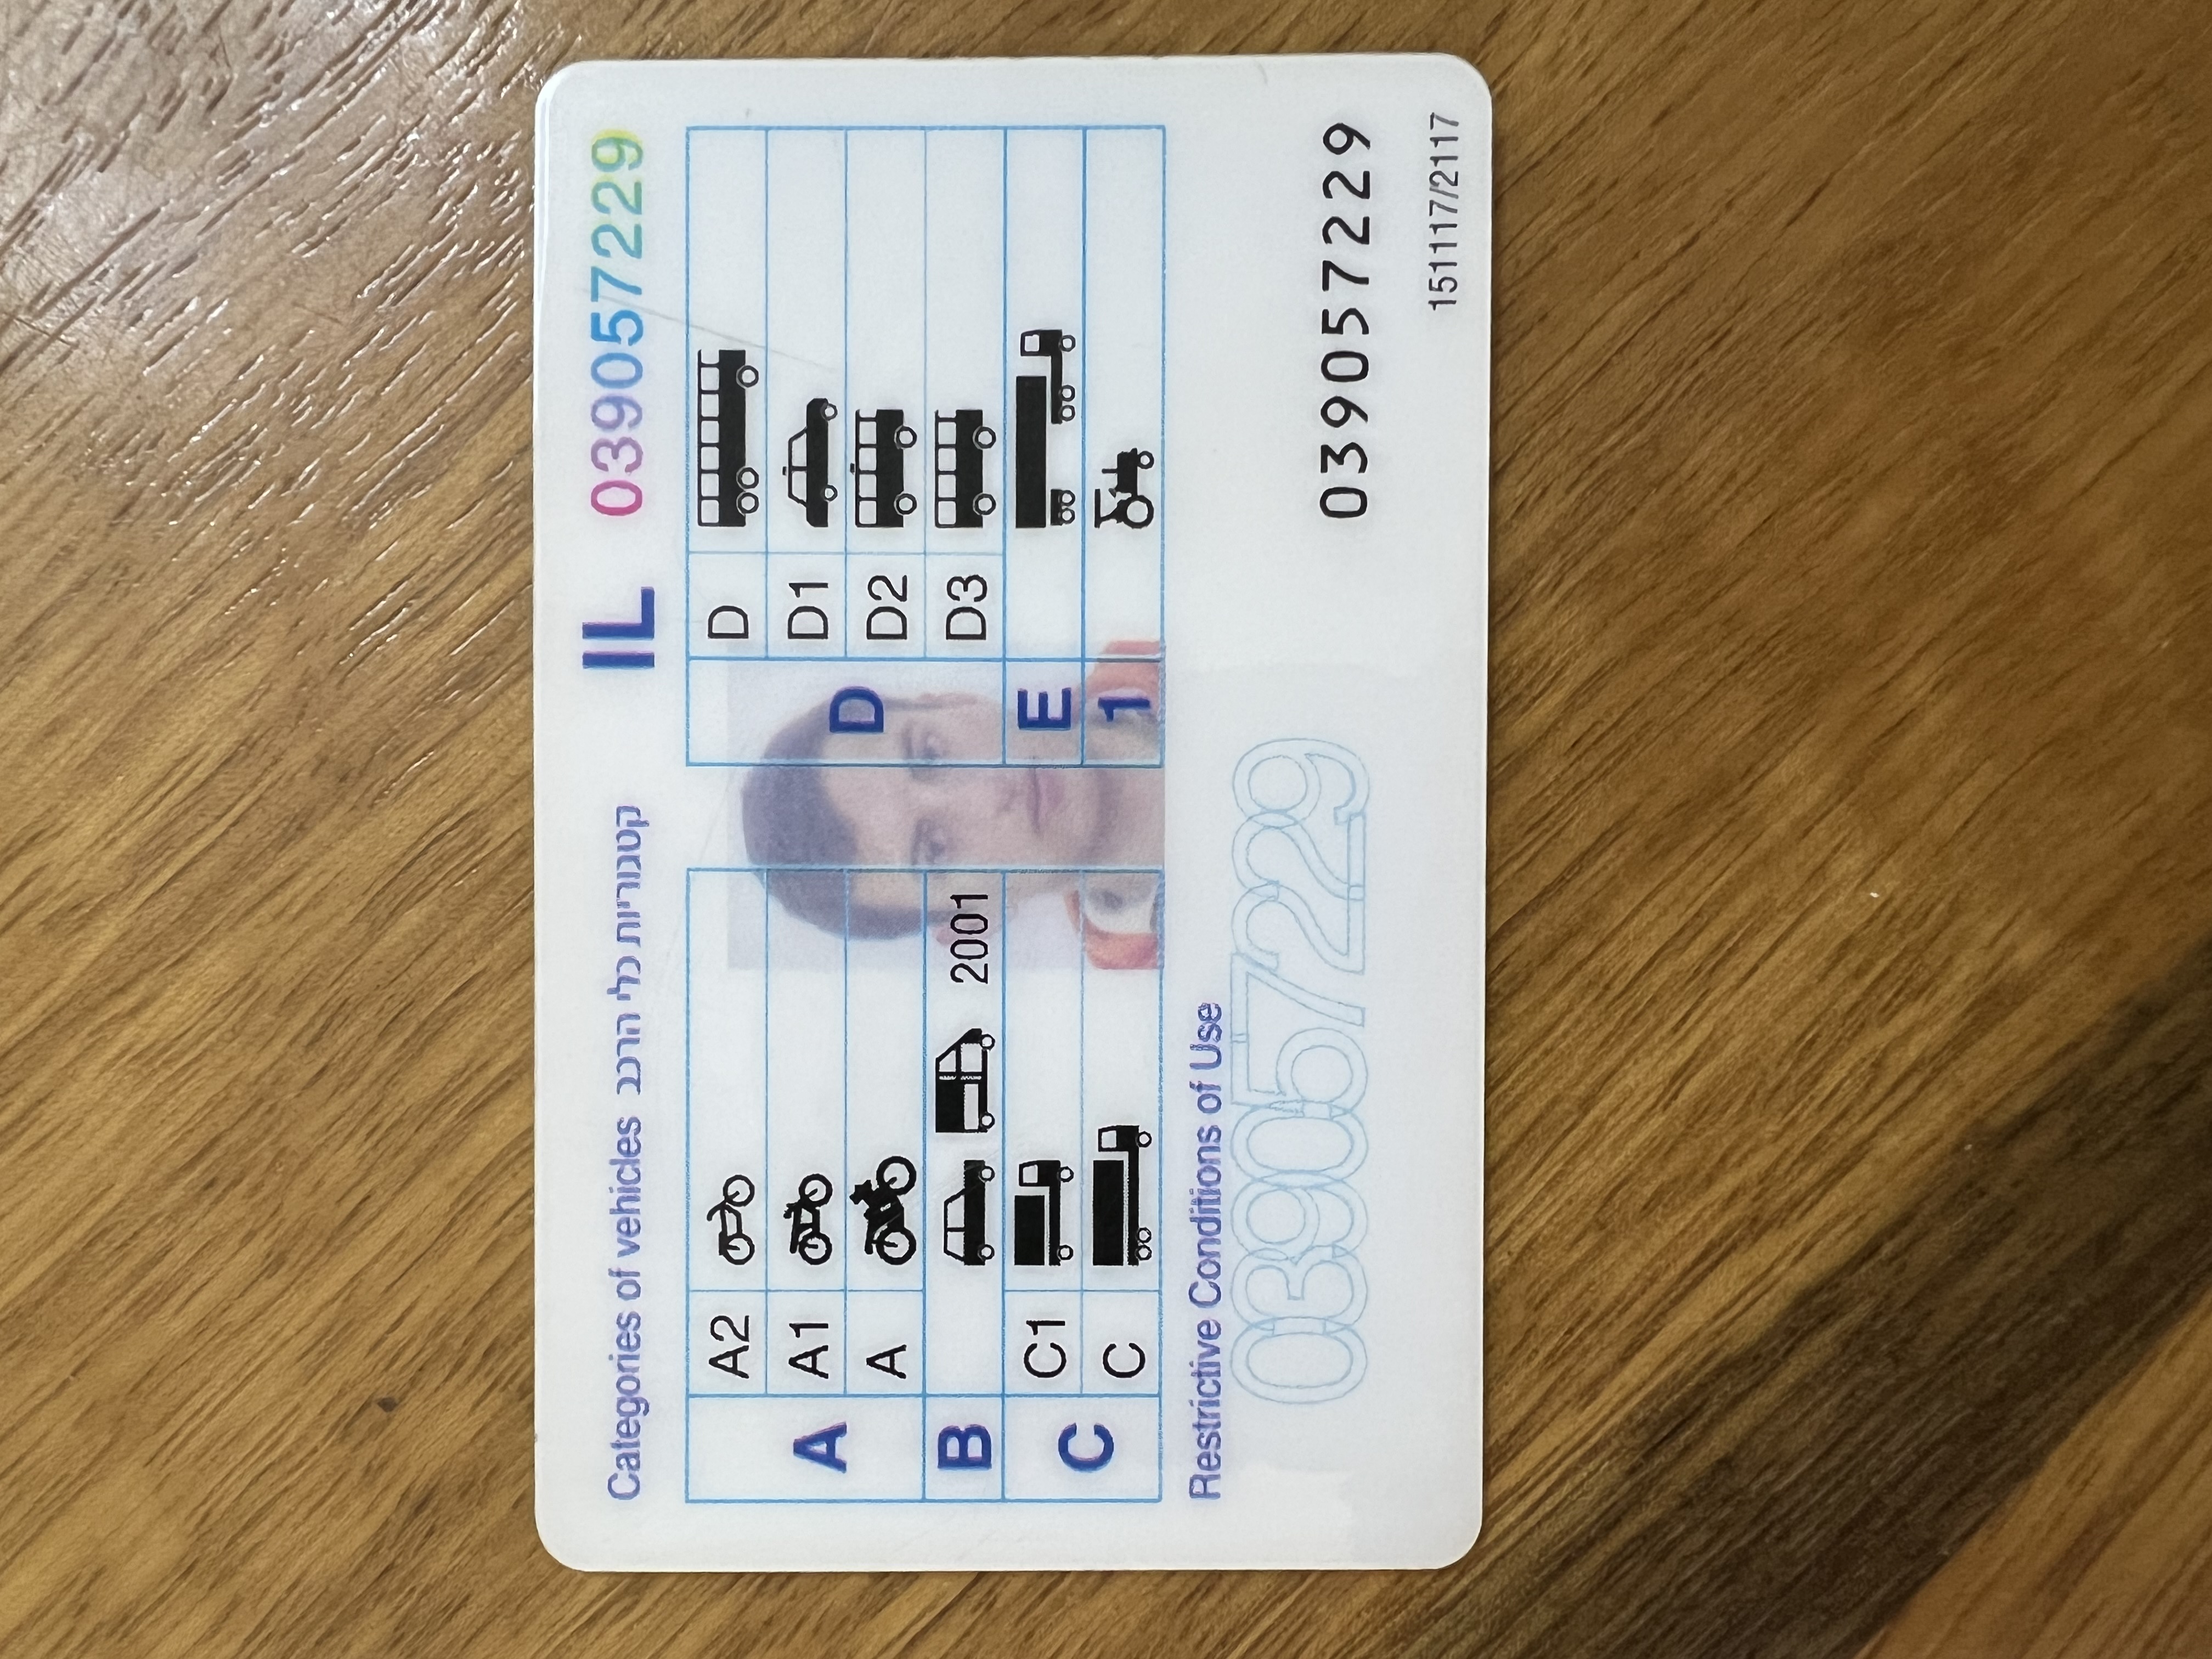 Categories of vehicles קטגוריות כלי הרכב IL 039057229
A A2
A1
A
B 2001
C C1
C
D D
D1
D2
D3
E
1
Restrictive Conditions of Use
039057229
039057229
151117/2117